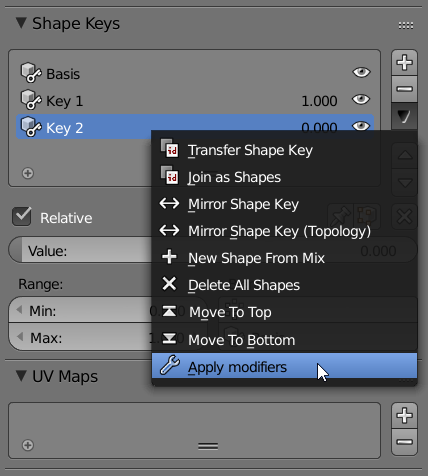 Shape Keys
Basis
Key 1 1.000
Key 2 0.000
Transfer Shape Key
Join as Shapes
Mirror Shape Key
Mirror Shape Key (Topology)
New Shape From Mix
Delete All Shapes
Move To Top
Move To Bottom
Apply modifiers
Relative
Value: 0.000
Range:
Min:
Max:
UV Maps